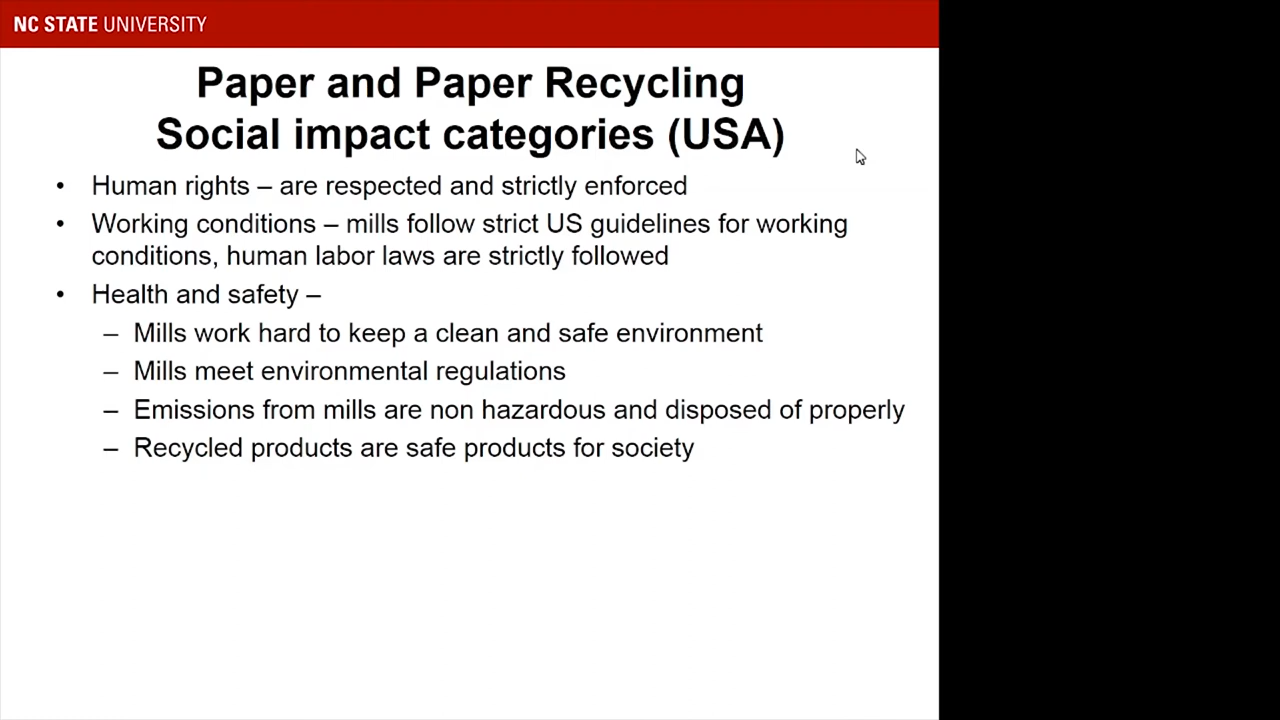 NC STATE UNIVERSITY
Paper and Paper Recycling
Social impact categories (USA)
• Human rights – are respected and strictly enforced
• Working conditions – mills follow strict US guidelines for working
conditions, human labor laws are strictly followed
• Health and safety –
– Mills work hard to keep a clean and safe environment
– Mills meet environmental regulations
– Emissions from mills are non hazardous and disposed of properly
– Recycled products are safe products for society